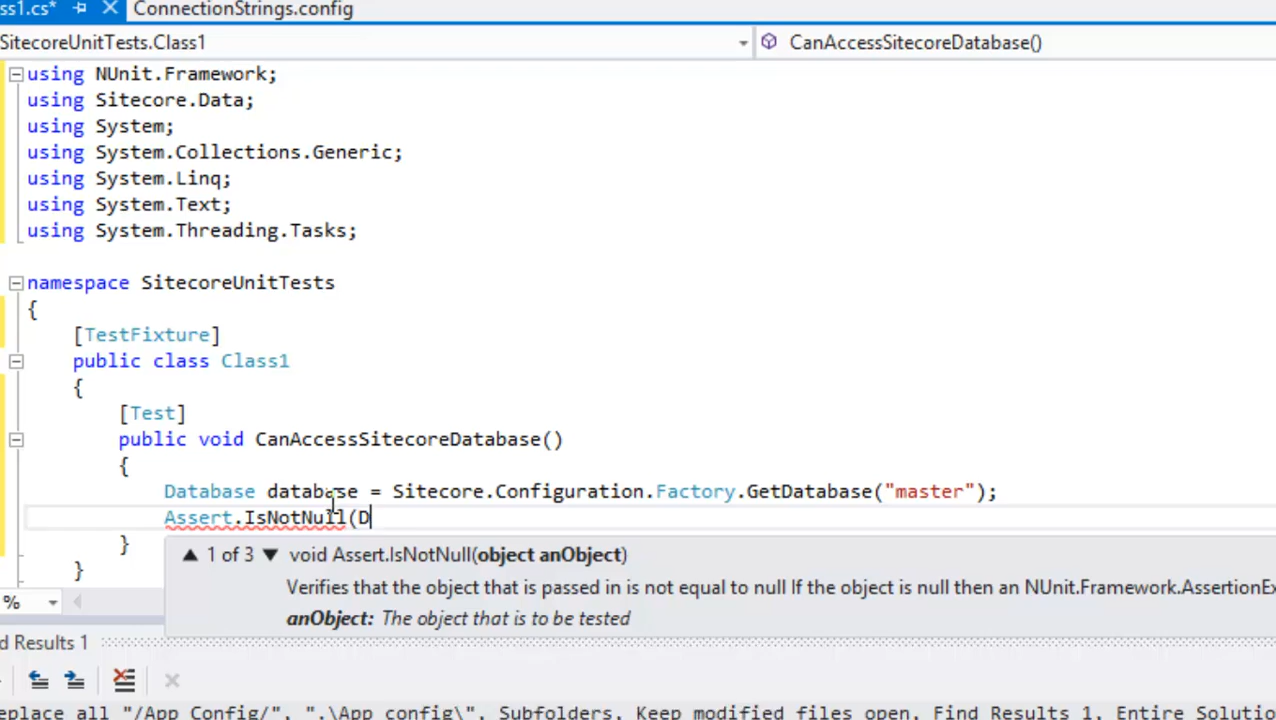 ss1.cs* ConnectionStrings.config
SitecoreUnitTests.Class1 CanAccessSitecoreDatabase()
using NUnit.Framework;
using Sitecore.Data;
using System;
using System.Collections.Generic;
using System.Linq;
using System.Text;
using System.Threading.Tasks;
namespace SitecoreUnitTests
{
[TestFixture]
public class Class1
{
[Test]
public void CanAccessSitecoreDatabase()
{
Database database = Sitecore.Configuration.Factory.GetDatabase("master");
Assert.IsNotNull(D
}
▲ 1 of 3 ▼ void Assert.IsNotNull(object anObject)
}
Verifies that the object that is passed in is not equal to null If the object is null then an NUnit.Framework.AssertionEx
%
anObject: The object that is to be tested
d Results 1
eplace all "/App_Config/", ".\App_config\", Subfolders, Keep modified files open, Find Results 1, Entire Solutio